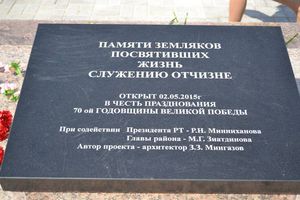 ПАМЯТИ ЗЕМЛЯКОВ
ПОСВЯТИВШИХ
ЖИЗНЬ
СЛУЖЕНИЮ ОТЧИЗНЕ
ОТКРЫТ 02.05.2015г
В ЧЕСТЬ ПРАЗДНОВАНИЯ
70 ой ГОДОВЩИНЫ ВЕЛИКОЙ ПОБЕДЫ
При содействии Президента РТ - Р.Н. Минниханова
Главы района - М.Г. Зиатдинова
Автор проекта - архитектор З.З. Мингазов